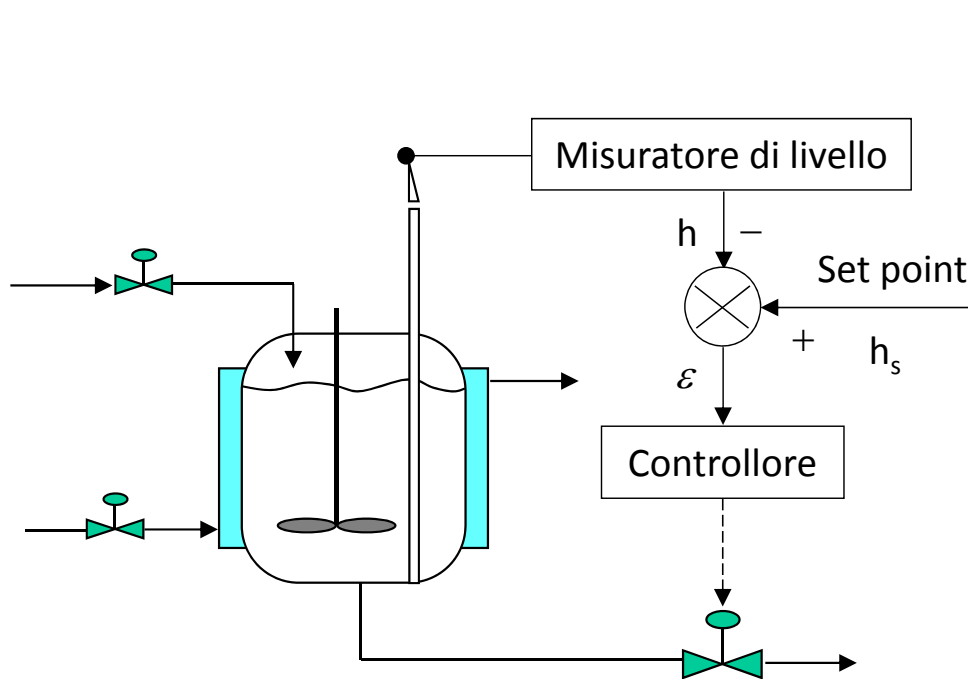 Misuratore di livello
h –
Set point
+
h_s
ε
Controllore